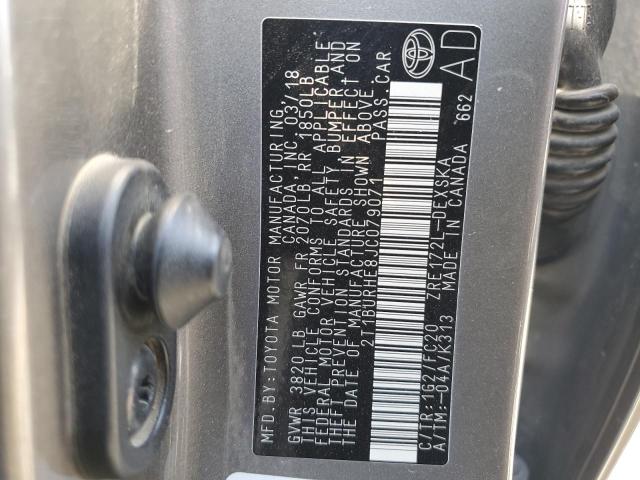 MFD.BY:TOYOTA MOTOR MANUFACTURING
CANADA, INC. 03/18
GVWR 3820 LB GAWR FR 2070LB, RR 1850LB
THIS VEHICLE CONFORMS TO ALL APPLICABLE
FEDERAL MOTOR VEHICLE SAFETY BUMPER AND
THEFT PREVENTION STANDARDS IN EFFECT ON
THE DATE OF MANUFACTURE SHOWN ABOVE.
2T1BURHE8JC079071 PASS.CAR
C/TR:1G2/FC20 ZRE172L-DEXSKA
A/TM:-04A/K313 MADE IN CANADA 662
AD